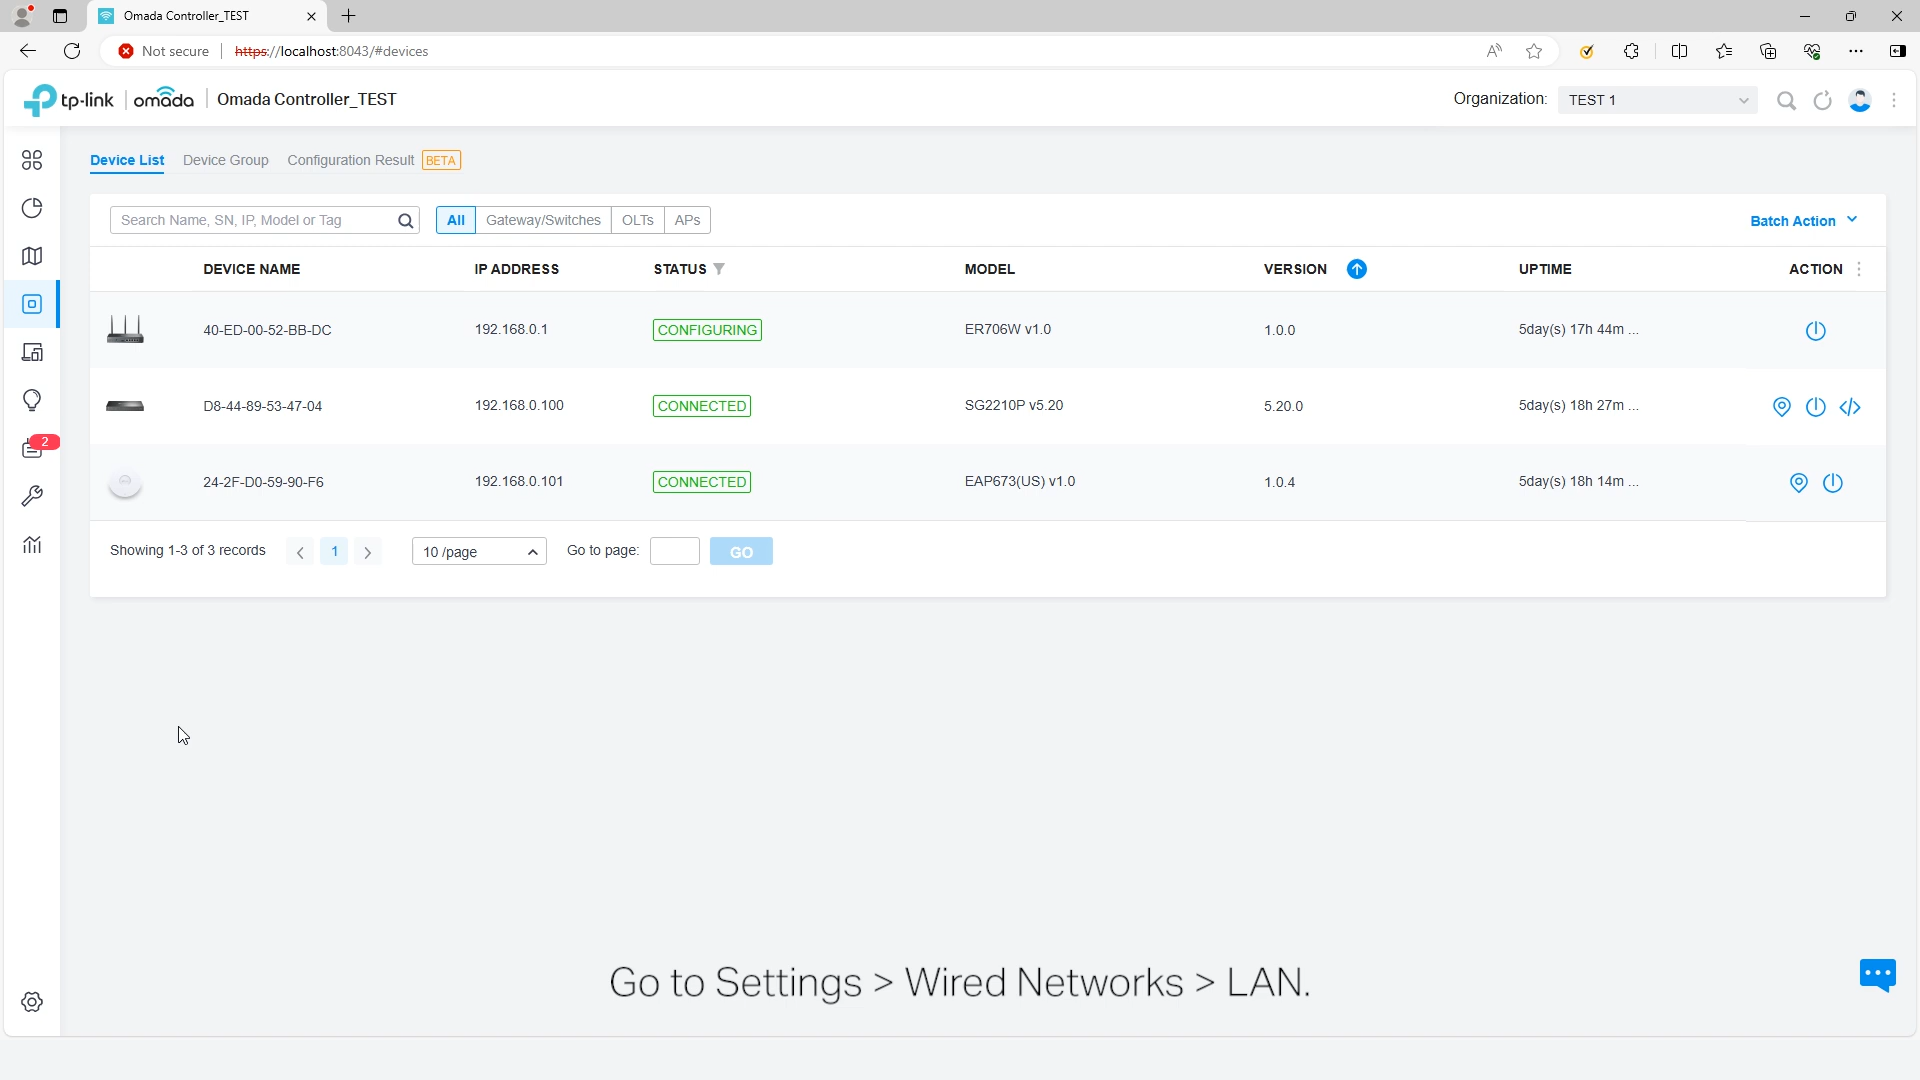 Omada Controller_TEST
Not secure https://localhost:8043/#devices
tp-link omada Omada Controller_TEST
Organization: TEST 1
Device List Device Group Configuration Result BETA
Search Name, SN, IP, Model or Tag All Gateway/Switches OLTs APs Batch Action
DEVICE NAME IP ADDRESS STATUS MODEL VERSION UPTIME ACTION
40-ED-00-52-BB-DC 192.168.0.1 CONFIGURING ER706W v1.0 1.0.0 5day(s) 17h 44m ...
D8-44-89-53-47-04 192.168.0.100 CONNECTED SG2210P v5.20 5.20.0 5day(s) 18h 27m ...
2
24-2F-D0-59-90-F6 192.168.0.101 CONNECTED EAP673(US) v1.0 1.0.4 5day(s) 18h 14m ...
Showing 1-3 of 3 records 1 10 /page Go to page: GO
Go to Settings > Wired Networks > LAN.